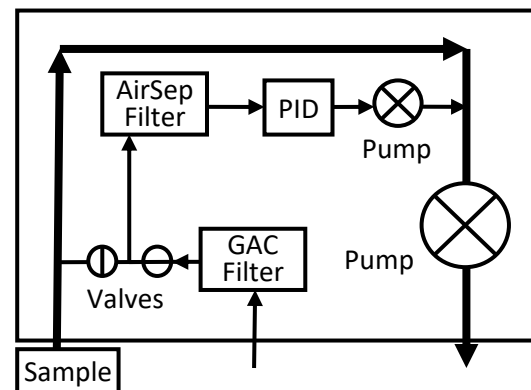 AirSep
Filter
PID
Pump
GAC
Filter
Pump
Valves
Sample